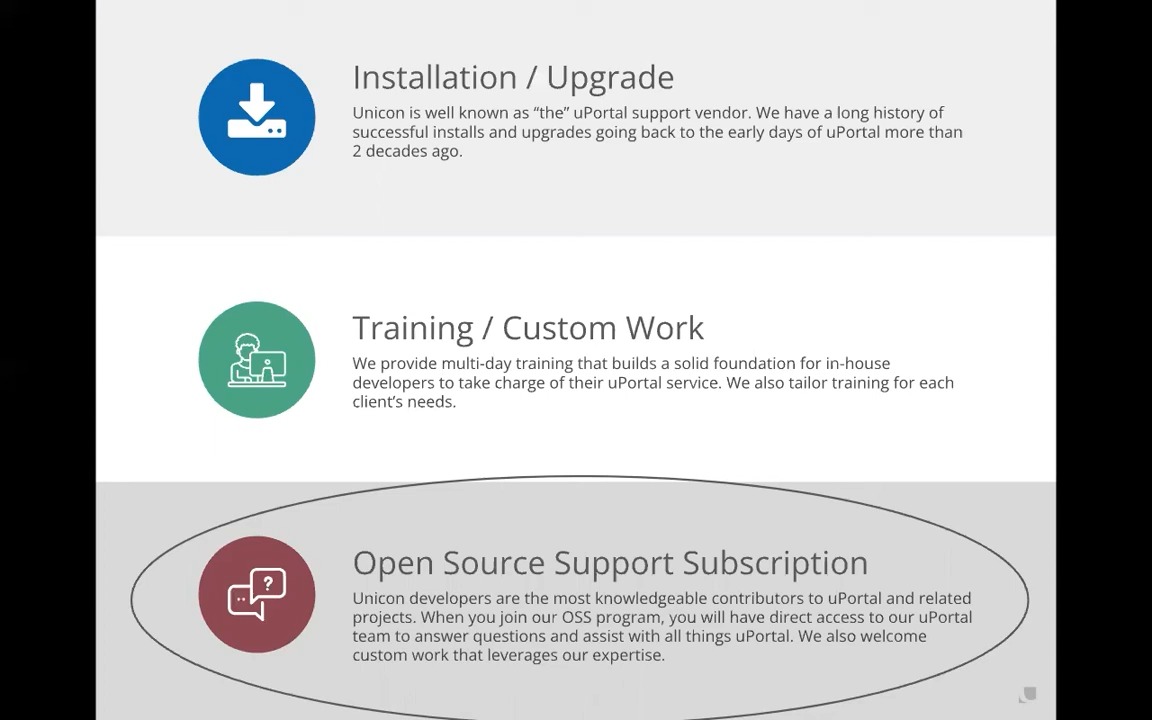 Installation / Upgrade
Unicon is well known as “the” uPortal support vendor. We have a long history of
successful installs and upgrades going back to the early days of uPortal more than
2 decades ago.
Training / Custom Work
We provide multi-day training that builds a solid foundation for in-house
developers to take charge of their uPortal service. We also tailor training for each
client’s needs.
?
Open Source Support Subscription
Unicon developers are the most knowledgeable contributors to uPortal and related
projects. When you join our OSS program, you will have direct access to our uPortal
team to answer questions and assist with all things uPortal. We also welcome
custom work that leverages our expertise.